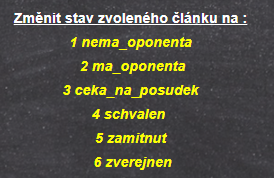 Změnit stav zvoleného článku na :
1 nema_oponenta
2 ma_oponenta
3 ceka_na_posudek
4 schvalen
5 zamitnut
6 zverejnen